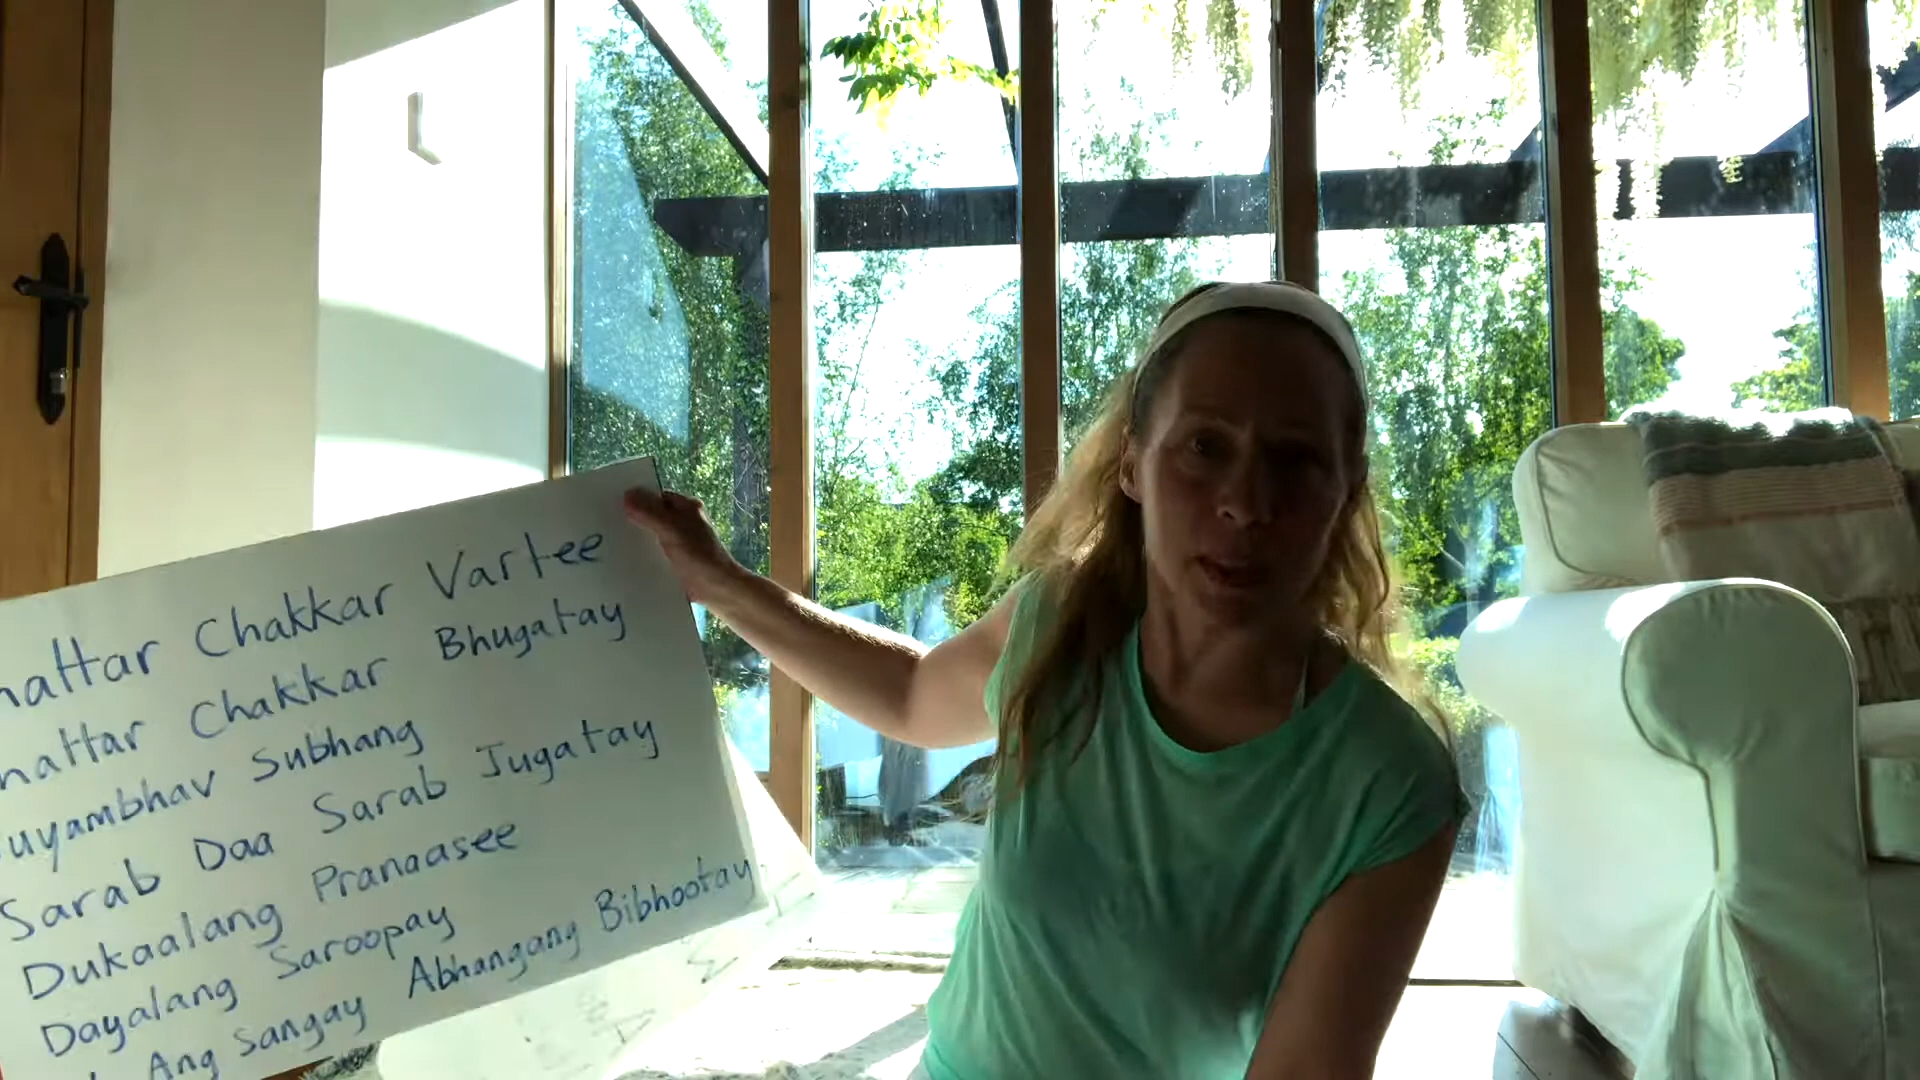 hattar Chakkar Vartee
hattar Chakkar Bhugatay
uyambhav Subhang
Sarab Daa Sarab Jugatay
Dukaalang Pranaasee
Dayalang Saroopay
Ang Sangay Abhangang Bibhootay